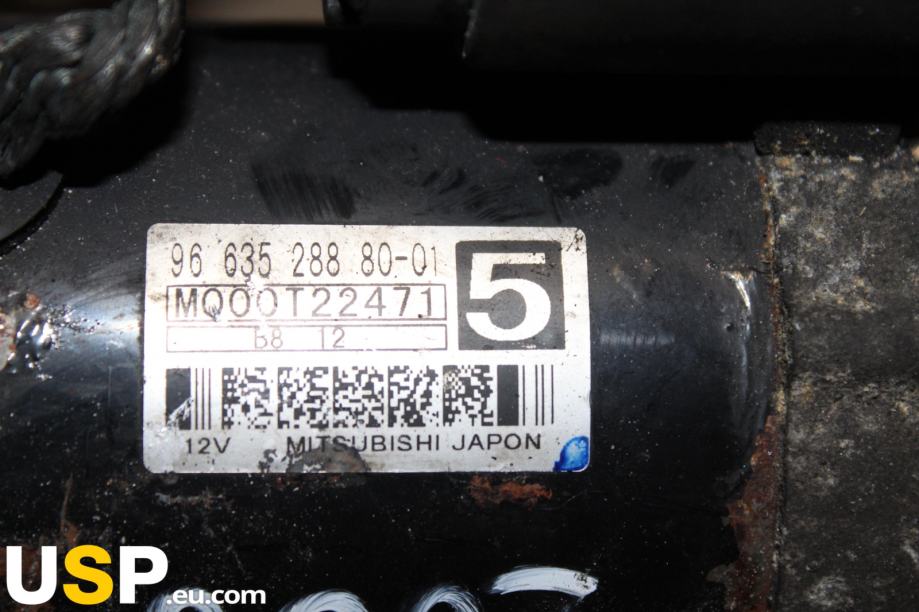 96 635 288 80-01
5
MQ00T22471
B8 12
12V MITSUBISHI JAPON
USP.eu.com